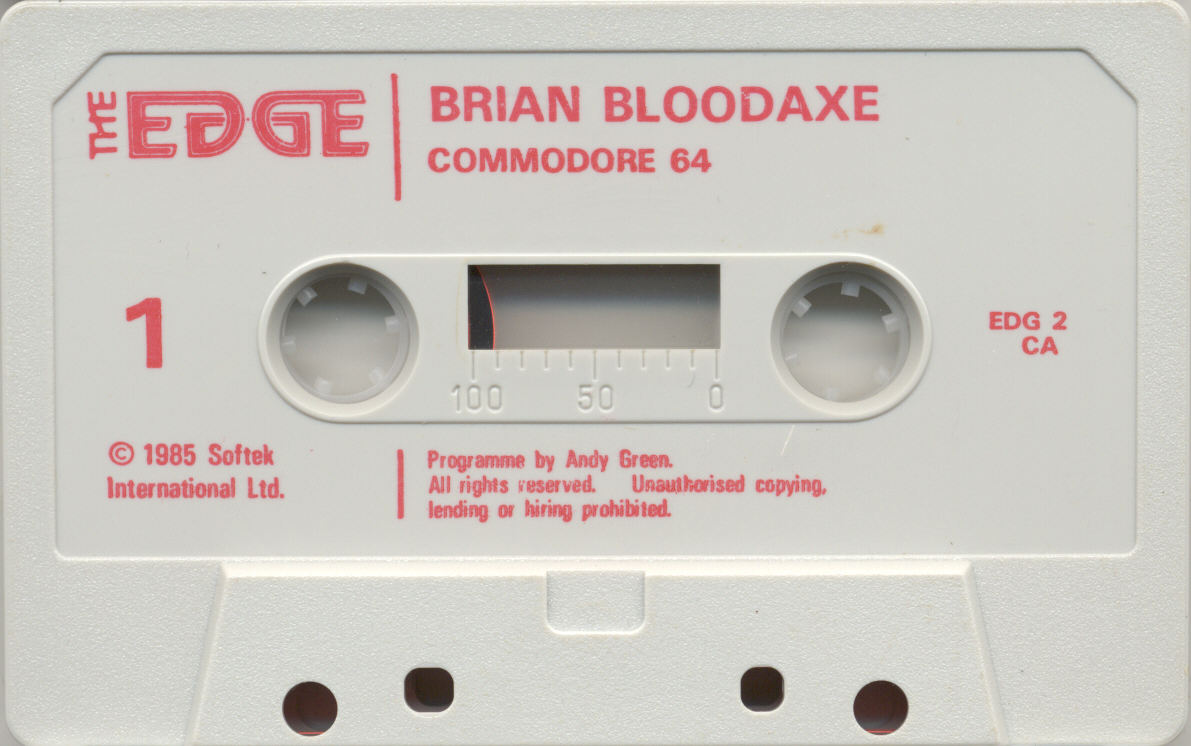 THE EDGE
BRIAN BLOODAXE
COMMODORE 64
1
100 50 0
EDG 2
CA
© 1985 Softek
International Ltd.
Programme by Andy Green.
All rights reserved. Unauthorised copying,
lending or hiring prohibited.